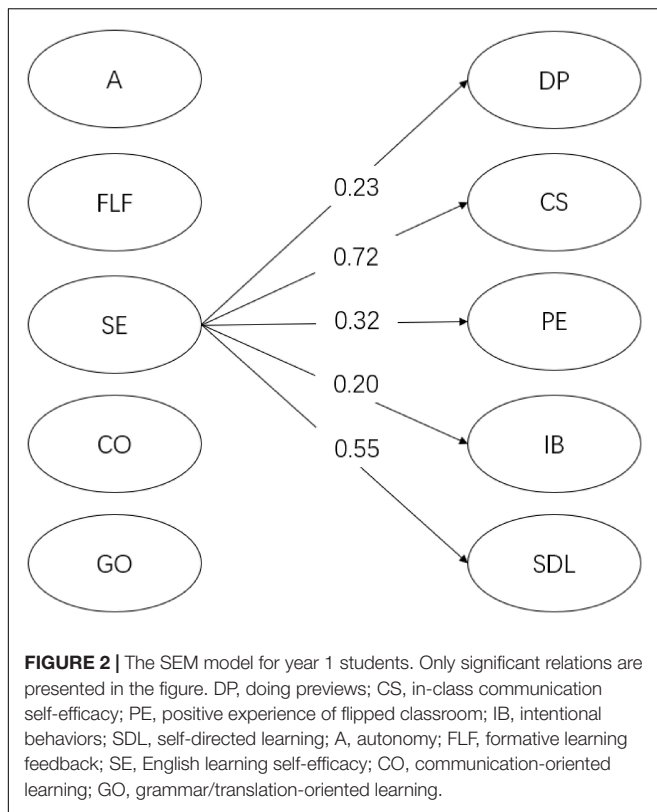 A
DP
FLF
0.23
CS
0.72
SE
0.32
PE
0.20
CO
IB
0.55
GO
SDL
FIGURE 2 | The SEM model for year 1 students. Only significant relations are
presented in the figure. DP, doing previews; CS, in-class communication
self-efficacy; PE, positive experience of flipped classroom; IB, intentional
behaviors; SDL, self-directed learning; A, autonomy; FLF, formative learning
feedback; SE, English learning self-efficacy; CO, communication-oriented
learning; GO, grammar/translation-oriented learning.